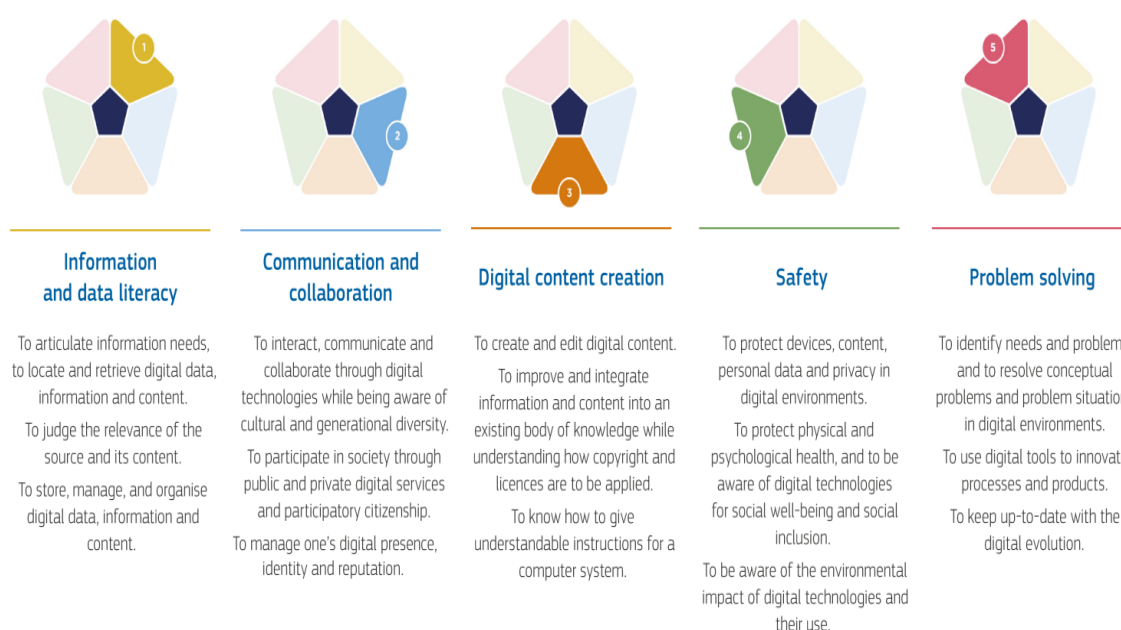 1
Information
and data literacy
To articulate information needs,
to locate and retrieve digital data,
information and content.
To judge the relevance of the
source and its content.
To store, manage, and organise
digital data, information and
content.
2
Communication and
collaboration
To interact, communicate and
collaborate through digital
technologies while being aware of
cultural and generational diversity.
To participate in society through
public and private digital services
and participatory citizenship.
To manage one's digital presence,
identity and reputation.
3
Digital content creation
To create and edit digital content.
To improve and integrate
information and content into an
existing body of knowledge while
understanding how copyright and
licences are to be applied.
To know how to give
understandable instructions for a
computer system.
4
Safety
To protect devices, content,
personal data and privacy in
digital environments.
To protect physical and
psychological health, and to be
aware of digital technologies
for social well-being and social
inclusion.
To be aware of the environmental
impact of digital technologies and
their use.
5
Problem solving
To identify needs and problem
and to resolve conceptual
problems and problem situatio
in digital environments.
To use digital tools to innovat
processes and products.
To keep up-to-date with the
digital evolution.